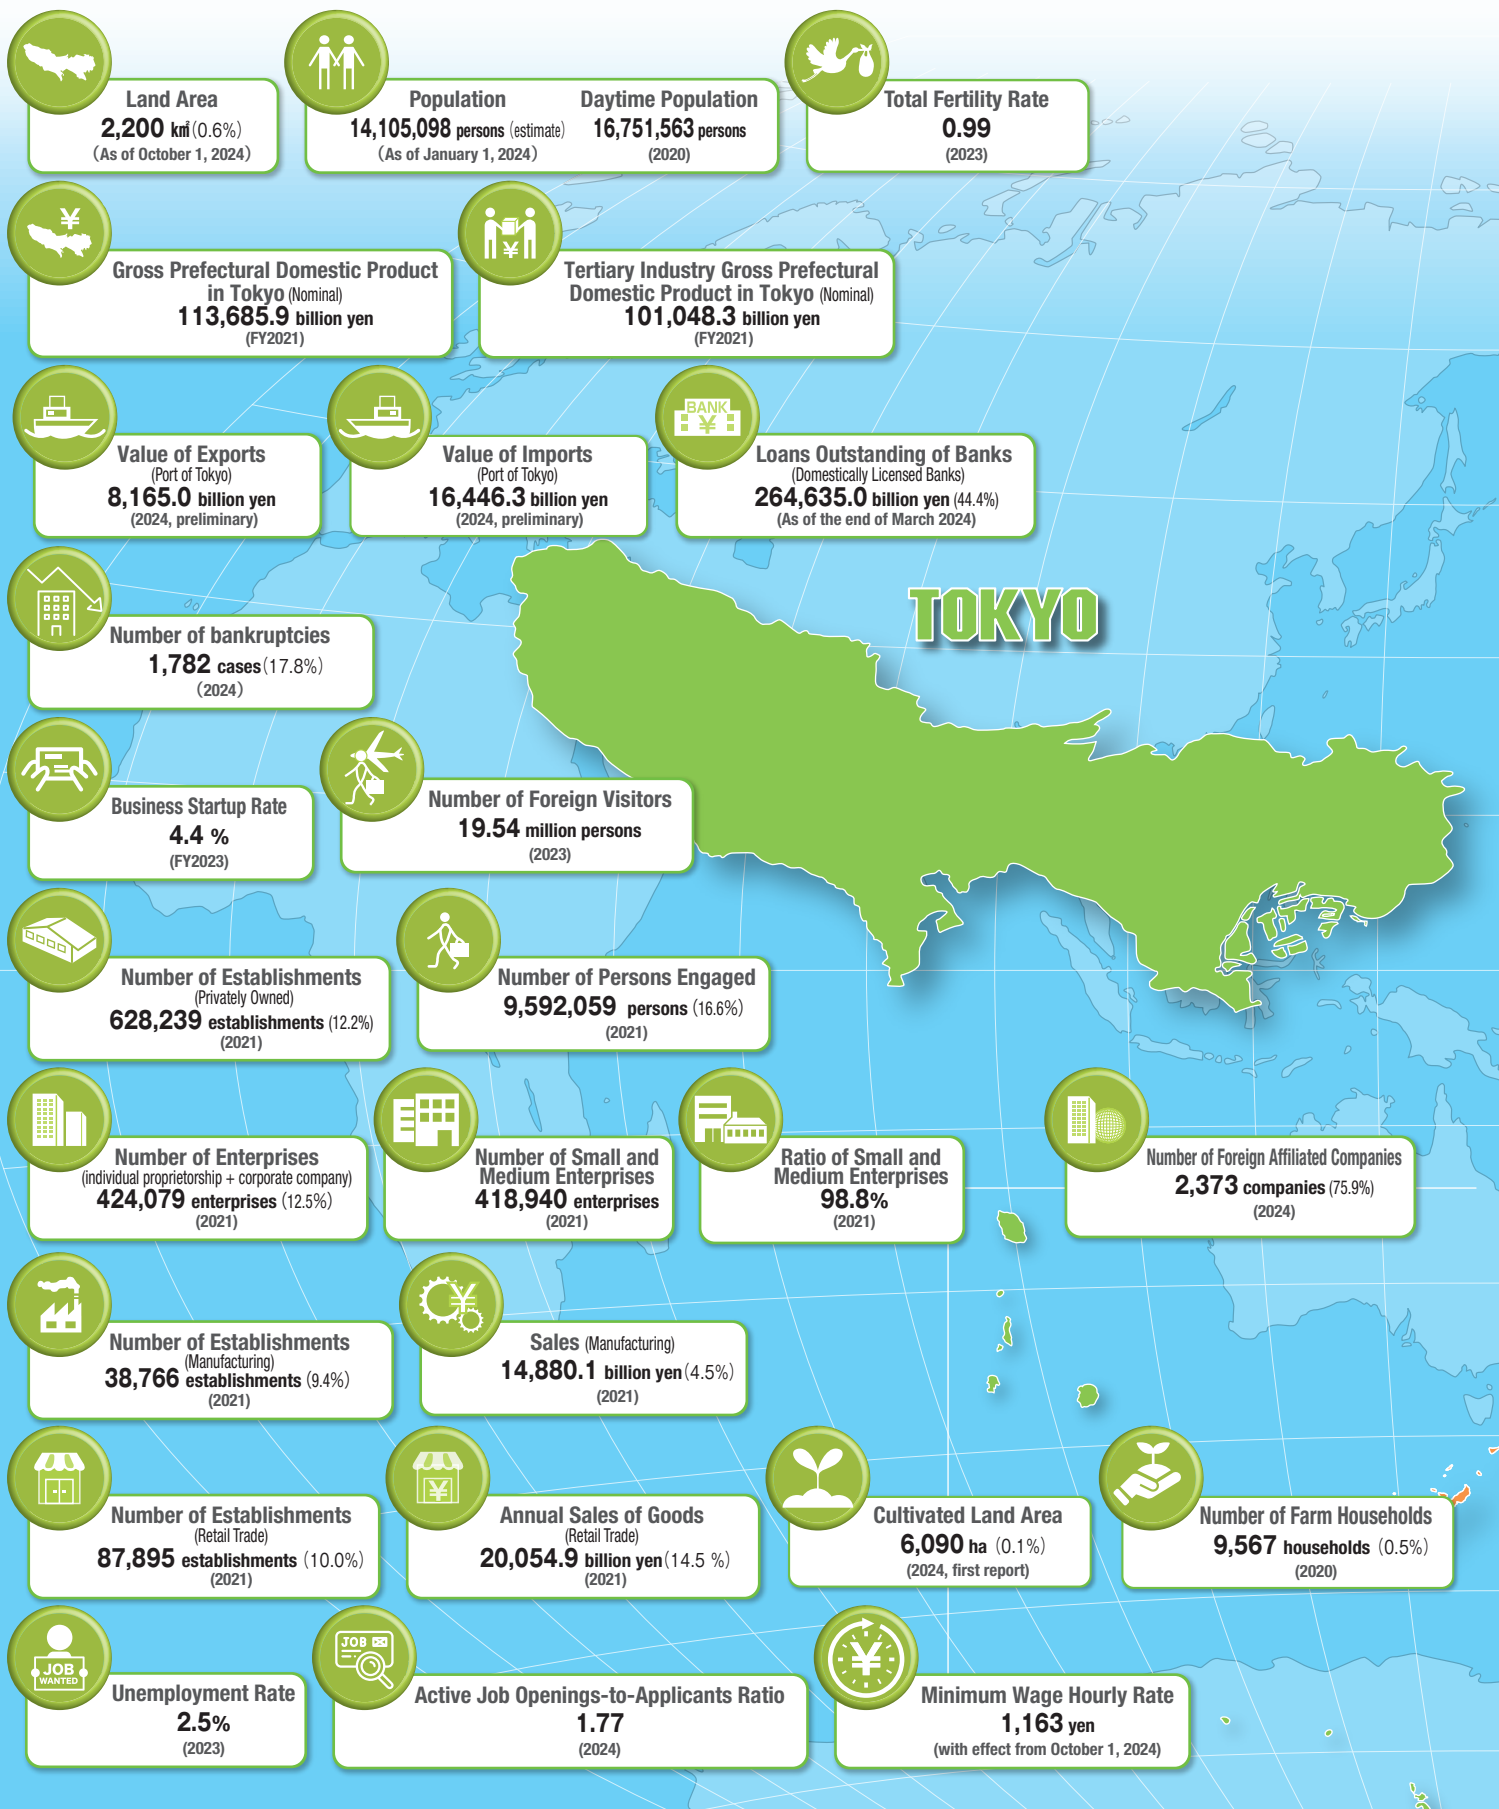 Land Area
2,200 km² (0.6%)
(As of October 1, 2024)
Population
14,105,098 persons (estimate)
(As of January 1, 2024)
Daytime Population
16,751,563 persons
(2020)
Total Fertility Rate
0.99
(2023)
¥
Gross Prefectural Domestic Product
in Tokyo (Nominal)
113,685.9 billion yen
(FY2021)
¥
Tertiary Industry Gross Prefectural
Domestic Product in Tokyo (Nominal)
101,048.3 billion yen
(FY2021)
Value of Exports
(Port of Tokyo)
8,165.0 billion yen
(2024, preliminary)
Value of Imports
(Port of Tokyo)
16,446.3 billion yen
(2024, preliminary)
BANK
¥
Loans Outstanding of Banks
(Domestically Licensed Banks)
264,635.0 billion yen (44.4%)
(As of the end of March 2024)
TOKYO
Number of bankruptcies
1,782 cases (17.8%)
(2024)
Business Startup Rate
4.4 %
(FY2023)
Number of Foreign Visitors
19.54 million persons
(2023)
Number of Establishments
(Privately Owned)
628,239 establishments (12.2%)
(2021)
Number of Persons Engaged
9,592,059 persons (16.6%)
(2021)
Number of Enterprises
(individual proprietorship + corporate company)
424,079 enterprises (12.5%)
(2021)
Number of Small and
Medium Enterprises
418,940 enterprises
(2021)
Ratio of Small and
Medium Enterprises
98.8%
(2021)
Number of Foreign Affiliated Companies
2,373 companies (75.9%)
(2024)
Number of Establishments
(Manufacturing)
38,766 establishments (9.4%)
(2021)
¥
Sales (Manufacturing)
14,880.1 billion yen (4.5%)
(2021)
Number of Establishments
(Retail Trade)
87,895 establishments (10.0%)
(2021)
¥
Annual Sales of Goods
(Retail Trade)
20,054.9 billion yen (14.5 %)
(2021)
Cultivated Land Area
6,090 ha (0.1%)
(2024, first report)
Number of Farm Households
9,567 households (0.5%)
(2020)
JOB
WANTED
Unemployment Rate
2.5%
(2023)
JOB
Active Job Openings-to-Applicants Ratio
1.77
(2024)
¥
Minimum Wage Hourly Rate
1,163 yen
(with effect from October 1, 2024)